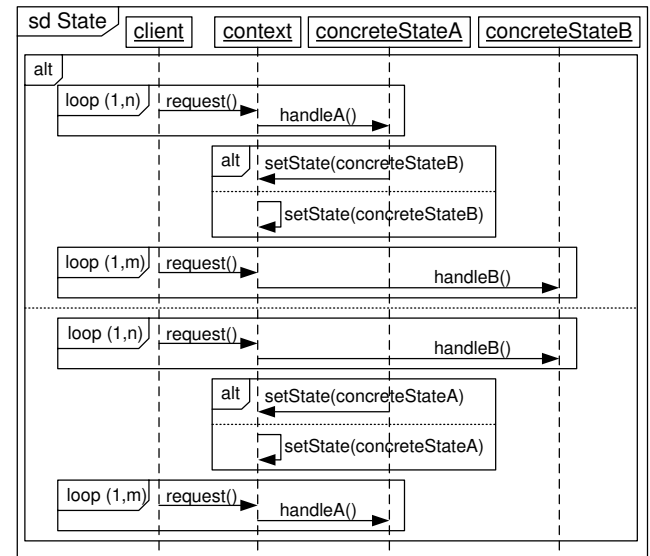 sd State
client context concreteStateA concreteStateB
alt
loop (1,n) request()
handleA()
alt setState(concreteStateB)
setState(concreteStateB)
loop (1,m) request()
handleB()
loop (1,n) request()
handleB()
alt setState(concreteStateA)
setState(concreteStateA)
loop (1,m) request()
handleA()